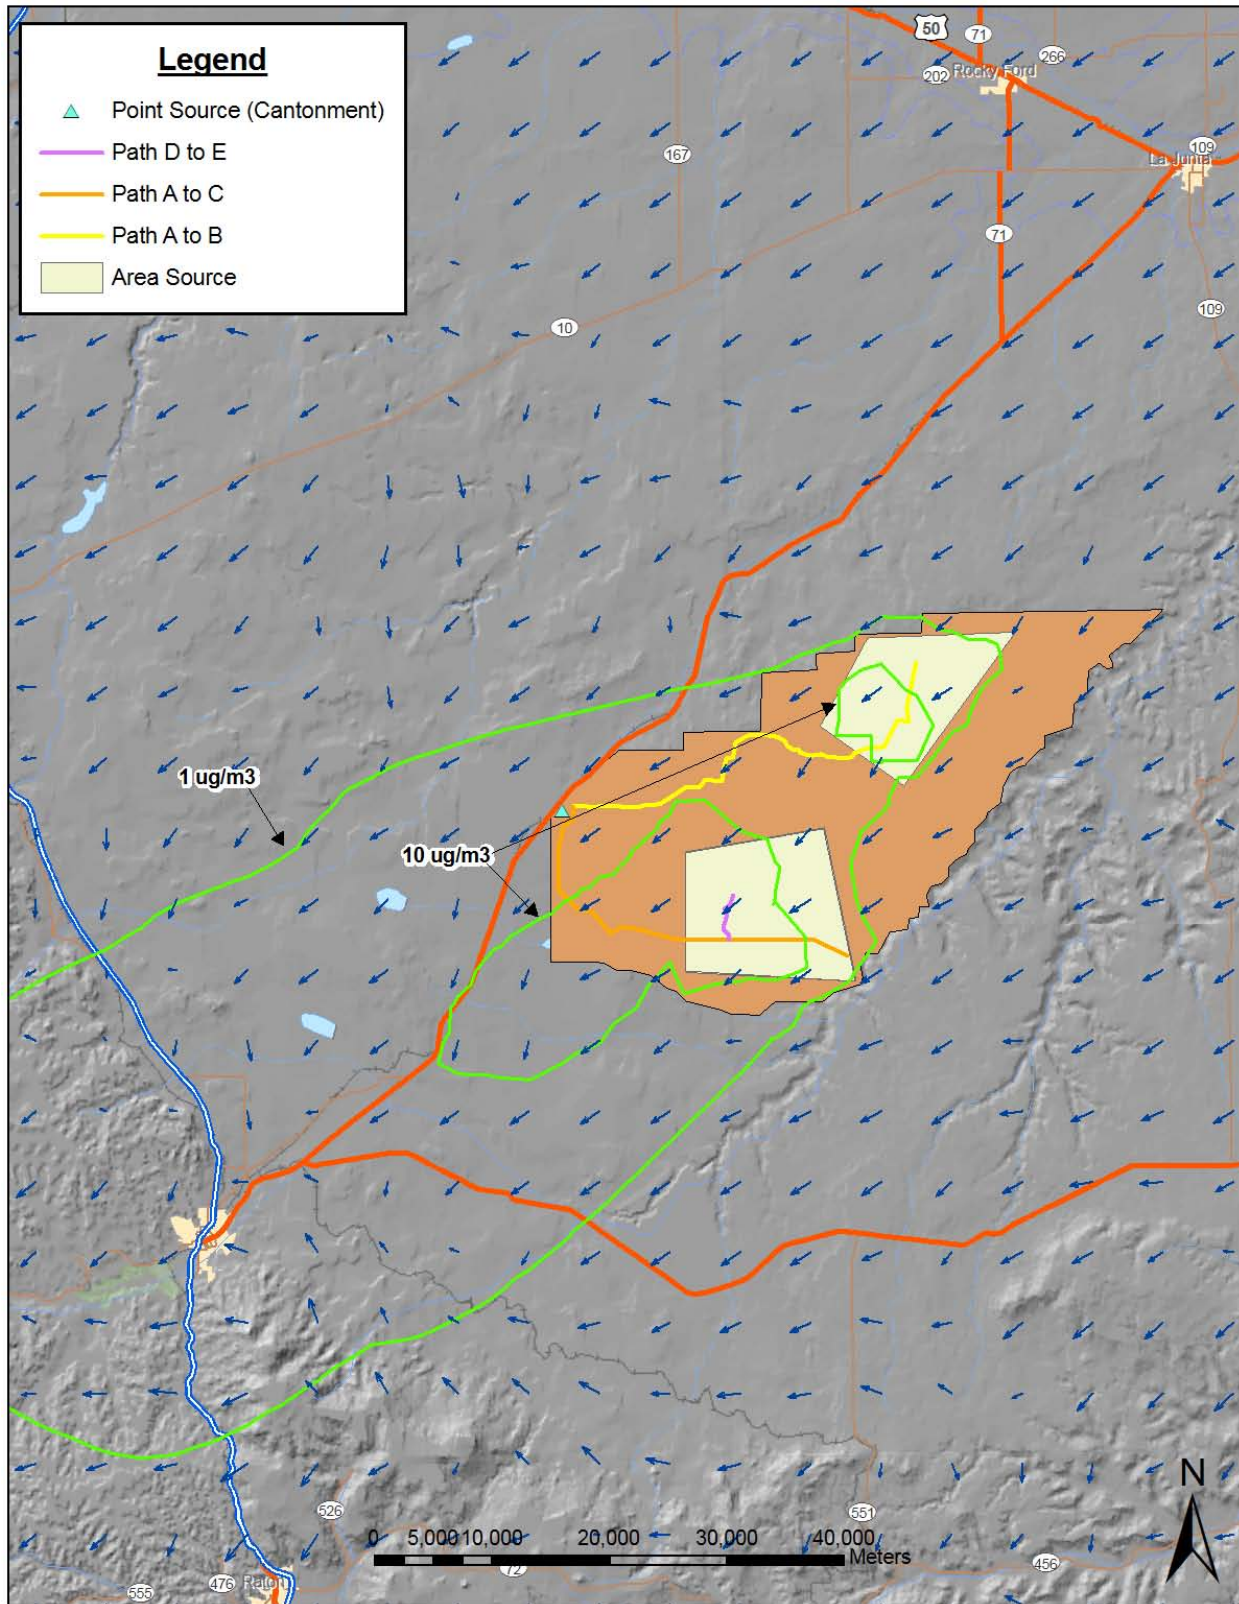 Legend
Point Source (Cantonment)
Path D to E
Path A to C
Path A to B
Area Source
50
71
266
202
Rocky Ford
109
La Junta
167
71
109
10
1 ug/m3
10 ug/m3
N
526
551
0 5,000 10,000 20,000 30,000 40,000
Meters
72
456
476
Raton
555